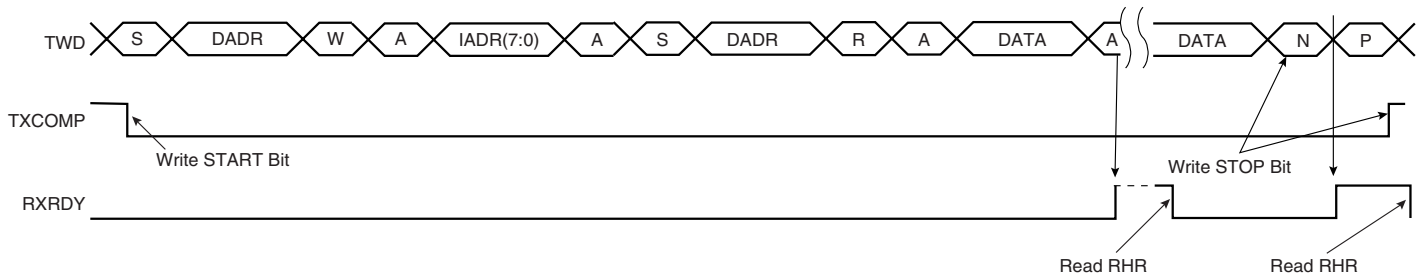 TWD S DADR W A IADR(7:0) A S DADR R A DATA A DATA N P
TXCOMP
Write START Bit
Write STOP Bit
RXRDY
Read RHR
Read RHR